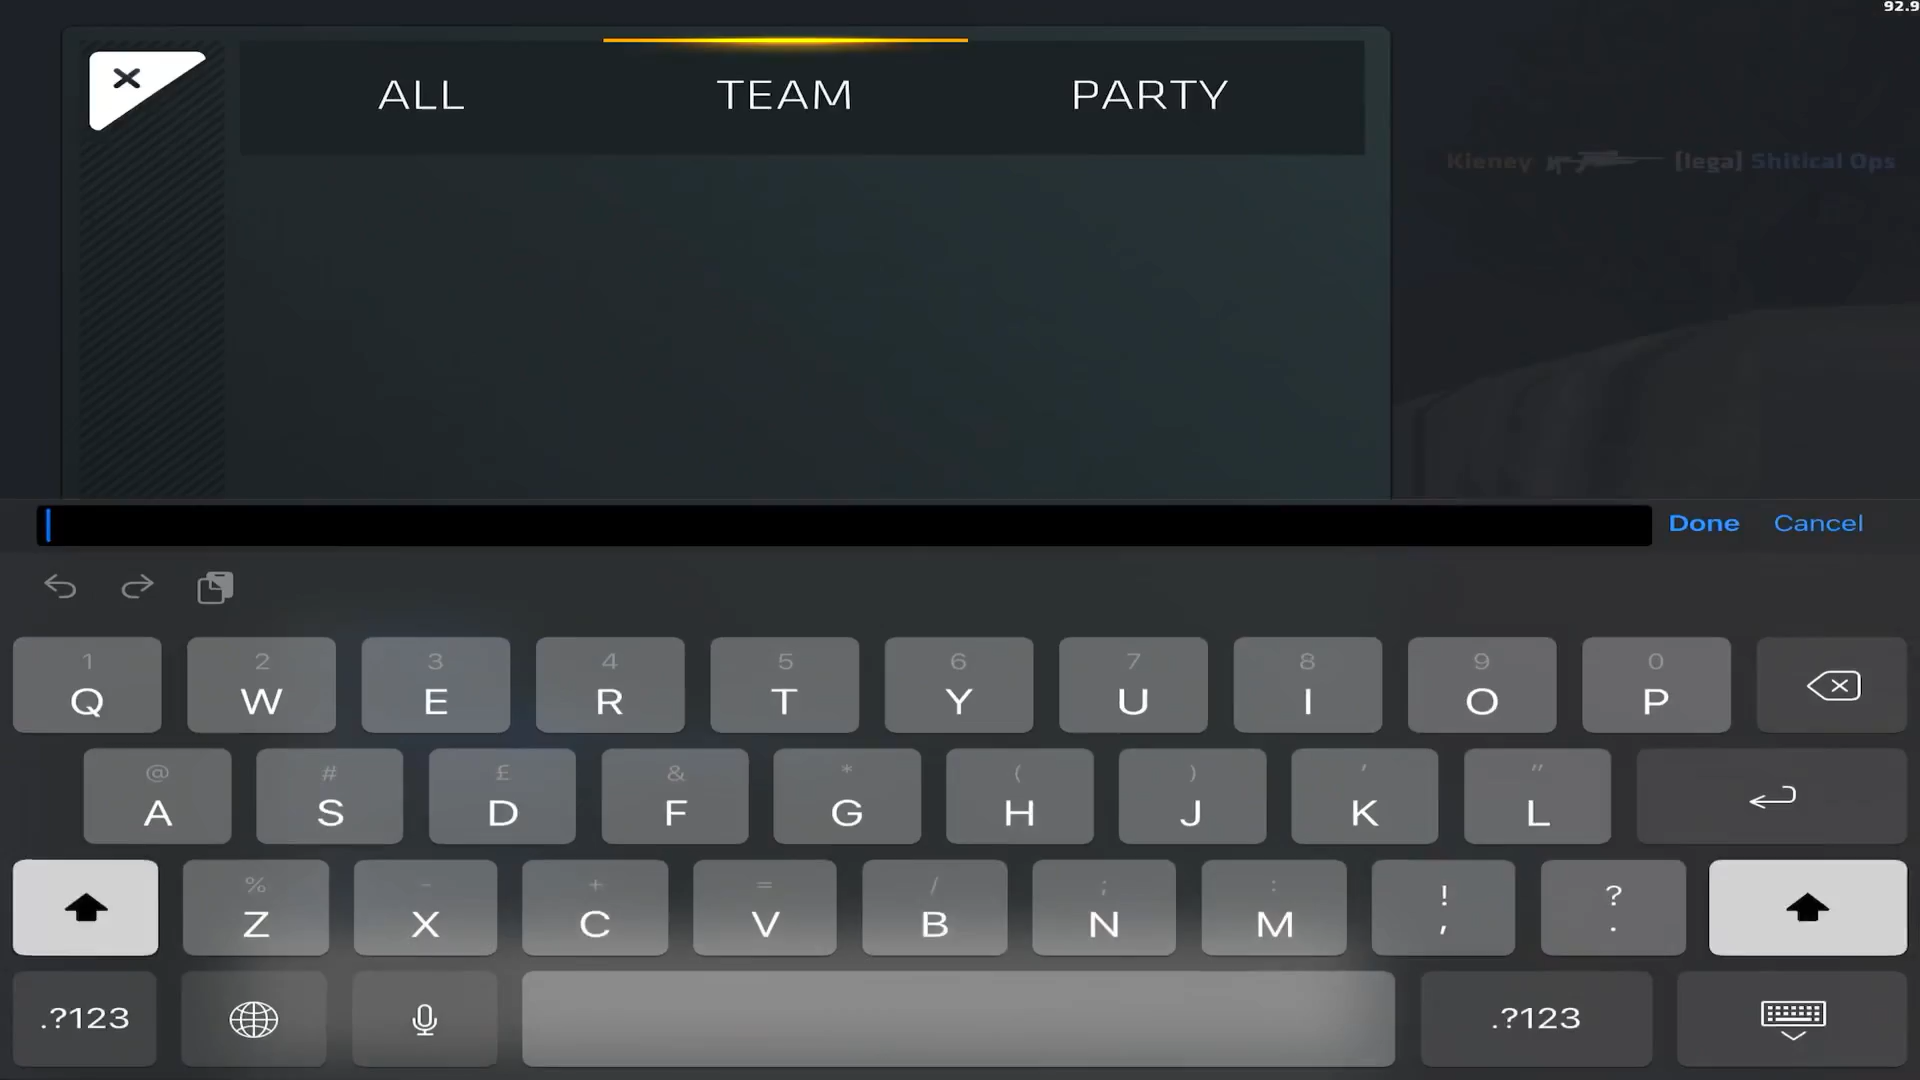 92.9
ALL TEAM PARTY
Kieney [lega] Shitical Ops
Done Cancel
1 2 3 4 5 6 7 8 9 0
Q W E R T Y U I O P
@ # £ & * ( ) ' "
A S D F G H J K L
% - + = / ; : ! ?
Z X C V B N M , .
.?123 .?123